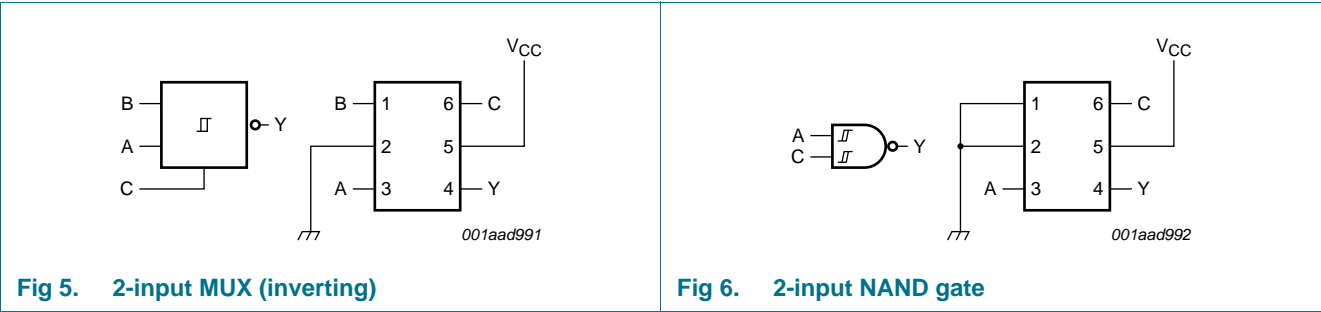 VCC
B
A
C
Y
B 1 6 C
2 5
A 3 4 Y
001aad991
Fig 5. 2-input MUX (inverting)
VCC
A
C
Y
1 6 C
2 5
A 3 4 Y
001aad992
Fig 6. 2-input NAND gate